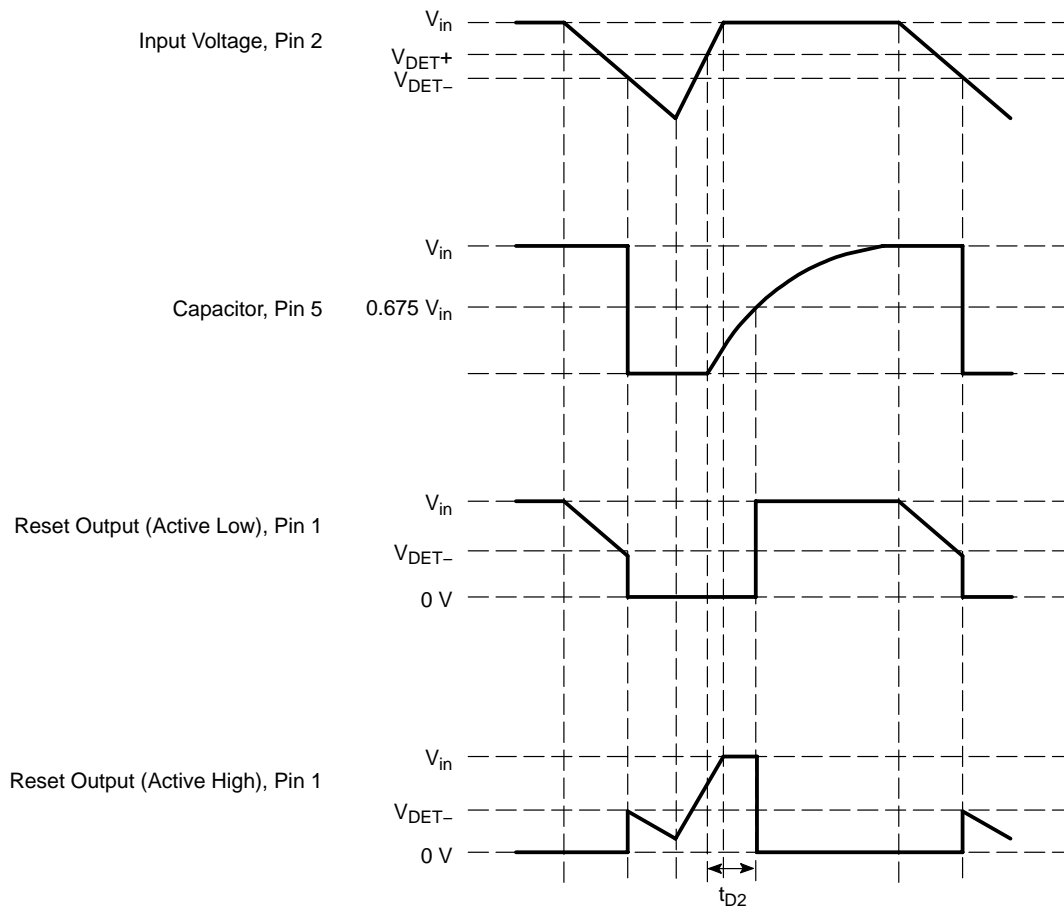 V_in
Input Voltage, Pin 2
V_DET+
V_DET–
V_in
Capacitor, Pin 5
0.675 V_in
V_in
Reset Output (Active Low), Pin 1
V_DET–
0 V
V_in
Reset Output (Active High), Pin 1
V_DET–
0 V
t_D2